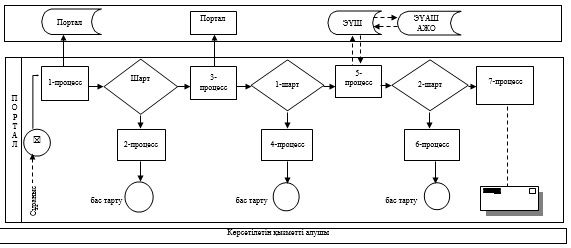 Портал
Портал
ЭҮШ
ЭҮАШ
АЖО
ПОРТАЛ
1-процесс
Шарт
3-
процесс
1-шарт
5-
процесс
2-шарт
7-процесс
2-процесс
4-процесс
6-процесс
Сұраныс
бас тарту
бас тарту
бас тарту
Көрсетілетін қызметті алушы